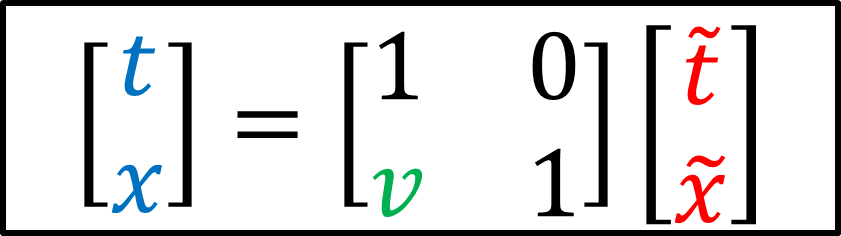 [t x] = [1 0 v 1] [t̃ x̃]